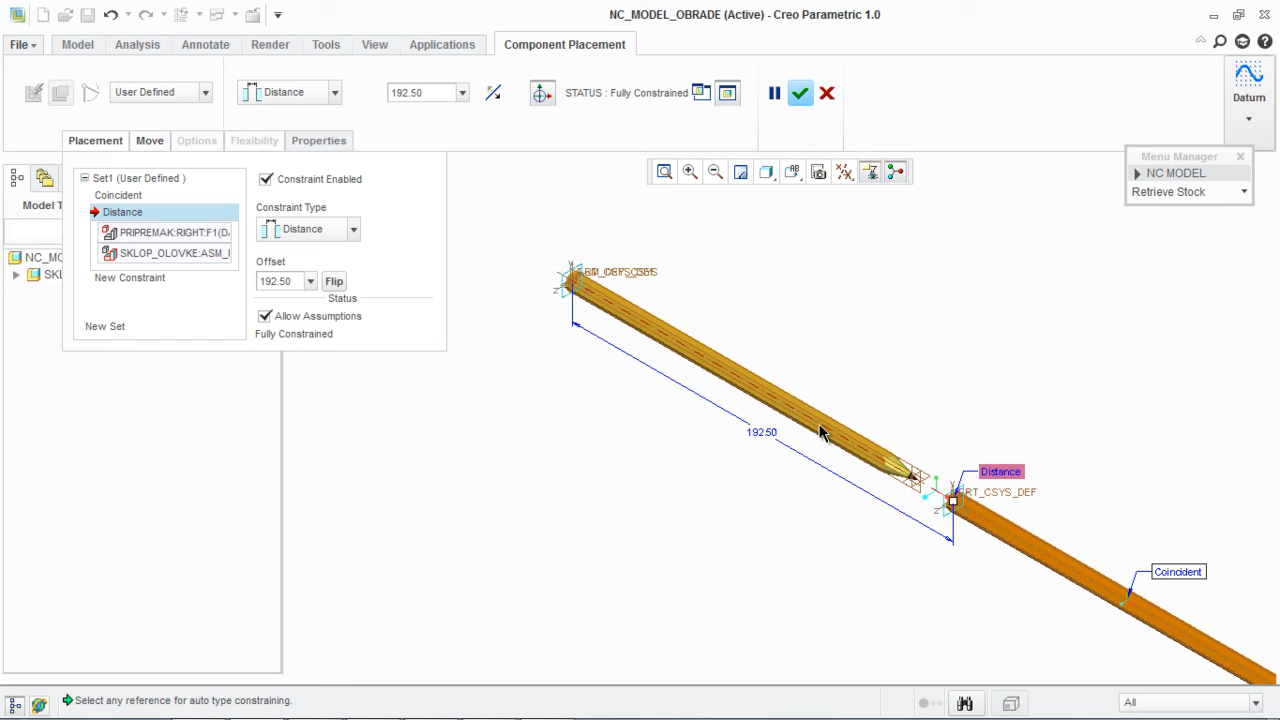 NC_MODEL_OBRADE (Active) - Creo Parametric 1.0
File
Model
Analysis
Annotate
Render
Tools
View
Applications
Component Placement
User Defined
Distance
192.50
STATUS : Fully Constrained
Datum
Placement
Move
Options
Flexibility
Properties
Menu Manager
NC MODEL
Retrieve Stock
Set1 (User Defined )
Coincident
Distance
PRIPREMAK:RIGHT:F1(D
SKLOP_OLOVKE:ASM_
New Constraint
New Set
Constraint Enabled
Constraint Type
Distance
Offset
192.50
Flip
Status
Allow Assumptions
Fully Constrained
Model T
NC_MO
SKL
192.50
Distance
PRT_CSYS_DEF
Coincident
Select any reference for auto type constraining.
All